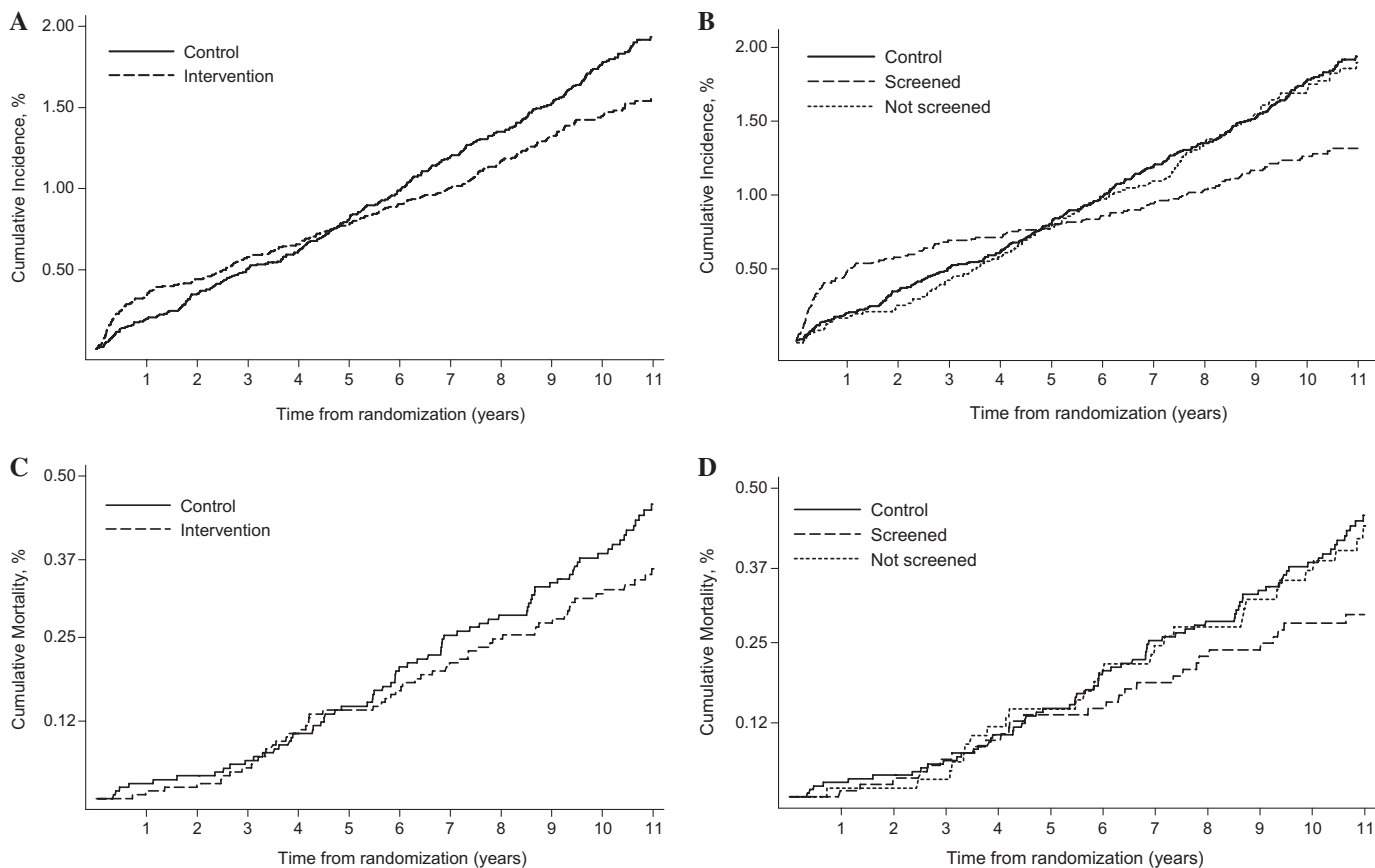 A
Control
Intervention
Cumulative Incidence, %
2.00
1.50
1.00
0.50
1 2 3 4 5 6 7 8 9 10 11
Time from randomization (years)
B
Control
Screened
Not screened
Cumulative Incidence, %
2.00
1.50
1.00
0.50
1 2 3 4 5 6 7 8 9 10 11
Time from randomization (years)
C
Control
Intervention
Cumulative Mortality, %
0.50
0.37
0.25
0.12
1 2 3 4 5 6 7 8 9 10 11
Time from randomization (years)
D
Control
Screened
Not screened
Cumulative Mortality, %
0.50
0.37
0.25
0.12
1 2 3 4 5 6 7 8 9 10 11
Time from randomization (years)